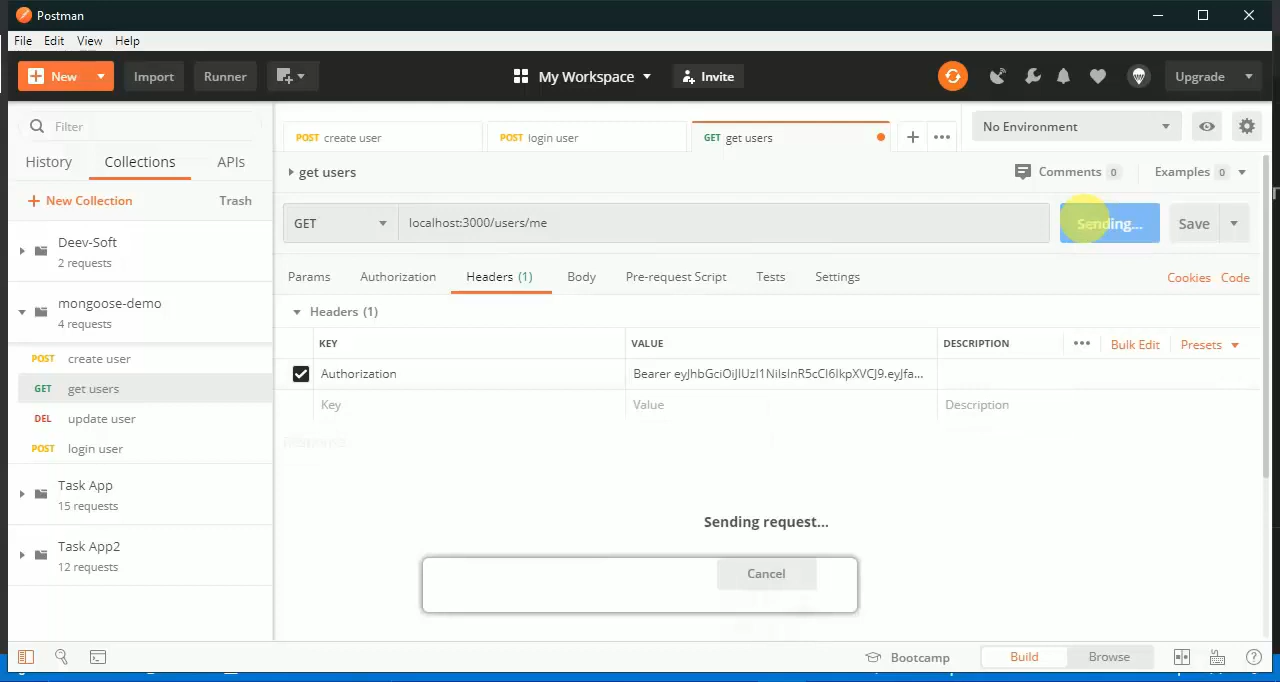 Postman
File Edit View Help
New Import Runner My Workspace Invite Upgrade
Filter
History Collections APIs
New Collection Trash
Deev-Soft
2 requests
mongoose-demo
4 requests
POST create user
GET get users
DEL update user
POST login user
Task App
15 requests
Task App2
12 requests
POST create user POST login user GET get users
No Environment
get users Comments 0 Examples 0
GET localhost:3000/users/me Sending... Save
Params Authorization Headers (1) Body Pre-request Script Tests Settings Cookies Code
Headers (1)
KEY VALUE DESCRIPTION Bulk Edit Presets
Authorization Bearer eyJhbGciOiJIUzI1NiIsInR5cCI6IkpXVCJ9.eyJfa...
Key Value Description
Sending request...
Cancel
Bootcamp Build Browse